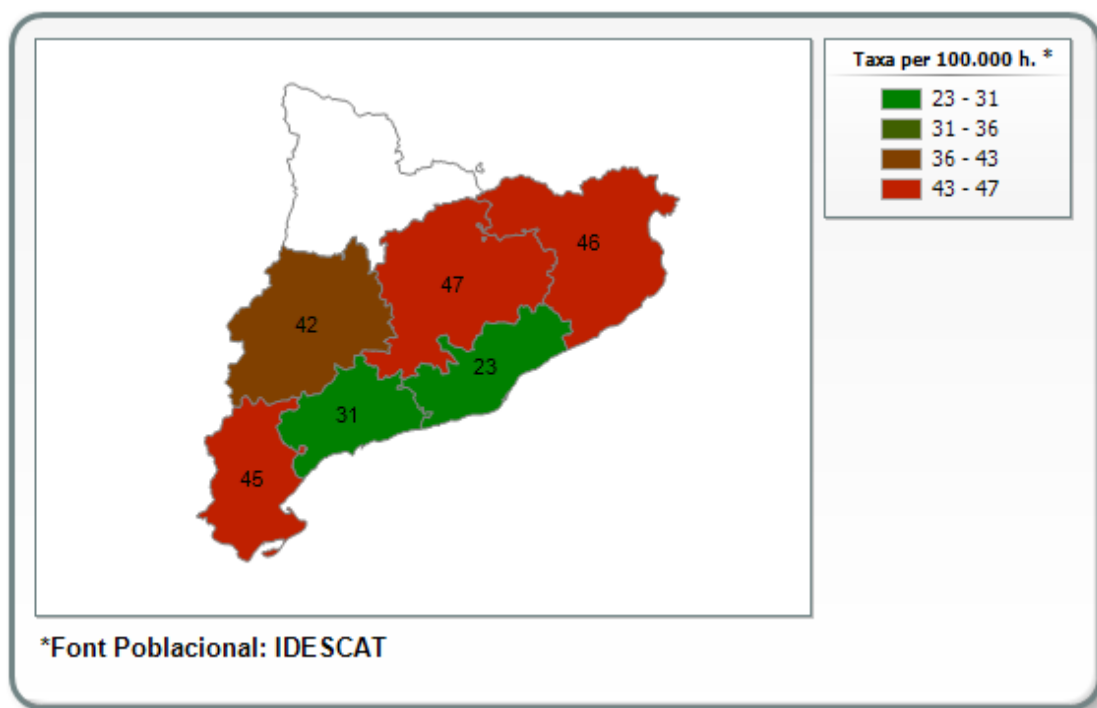 Taxa per 100.000 h. *
23 - 31
31 - 36
36 - 43
43 - 47
46
47
42
23
31
45
*Font Poblacional: IDESCAT